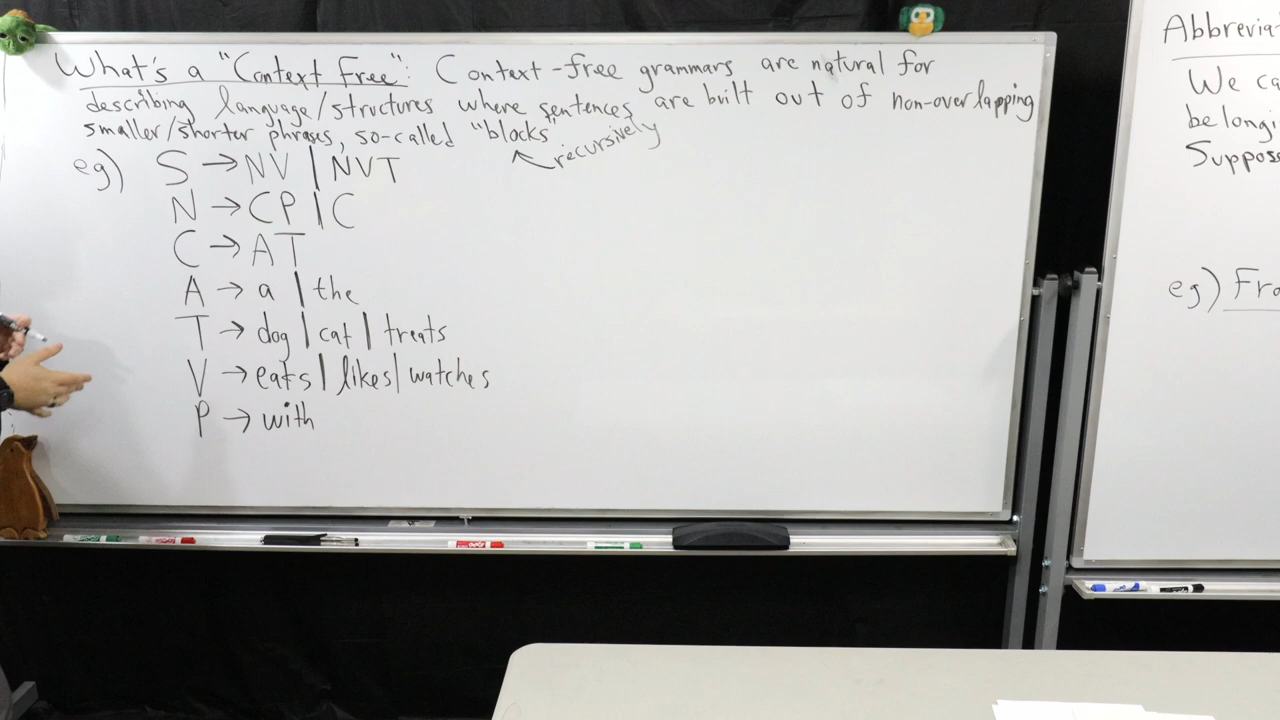 What's a "Context Free": Context-free grammars are natural for
describing language/structures where sentences are built out of non-overlapping
smaller/shorter phrases, so-called "blocks"
recursively
eg) S → NV | NVT
N → CP | C
C → AT
A → a | the
T → dog | cat | treats
V → eats | likes | watches
P → with
Abbrevia
We ca
belongi
Suppose
eg) Fro